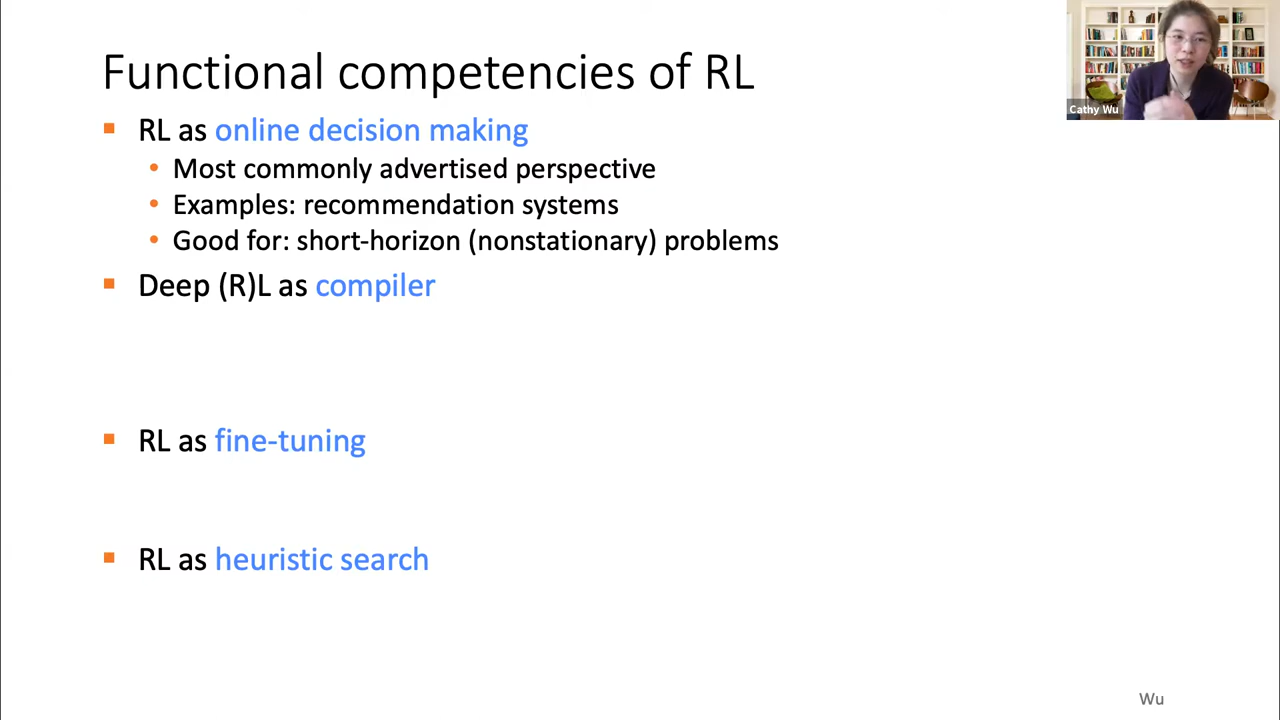 Functional competencies of RL
▪ RL as online decision making
• Most commonly advertised perspective
• Examples: recommendation systems
• Good for: short-horizon (nonstationary) problems
▪ Deep (R)L as compiler
▪ RL as fine-tuning
▪ RL as heuristic search
Cathy Wu
Wu